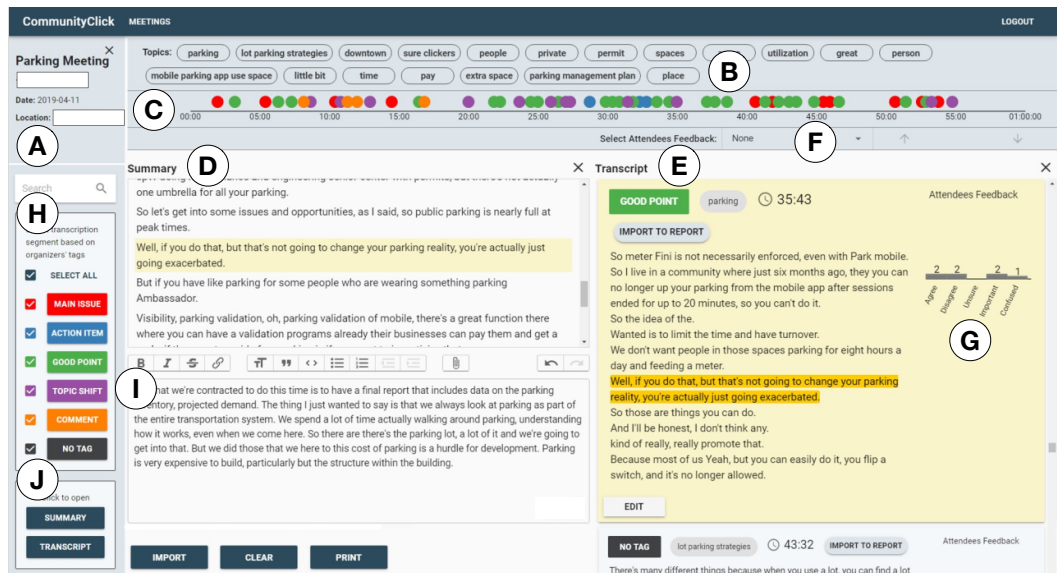 CommunityClick MEETINGS LOGOUT
Parking Meeting
Date: 2019-04-11
Location:
A
Topics: parking lot parking strategies downtown sure clickers people private permit spaces utilization great person
mobile parking app use space little bit time pay extra space parking management plan place
B
C
00:00 05:00 10:00 15:00 20:00 25:00 30:00 35:00 40:00 45:00 50:00 55:00 01:00:00
Select Attendees Feedback: None
F
Summary
D
one umbrella for all your parking.
So let's get into some issues and opportunities, as I said, so public parking is nearly full at
peak times.
Well, if you do that, but that's not going to change your parking reality, you're actually just
going exacerbated.
But if you have like parking for some people who are wearing something parking
Ambassador.
Visibility, parking validation, oh, parking validation of mobile, there's a great function there
where you can have a validation programs already their businesses can pay them and get a
Transcript
E
GOOD POINT parking 35:43 Attendees Feedback
IMPORT TO REPORT
So meter Fini is not necessarily enforced, even with Park mobile.
So I live in a community where just six months ago, they you can
no longer up your parking from the mobile app after sessions
ended for up to 20 minutes, so you can't do it.
So the idea of the.
Wanted is to limit the time and have turnover.
We don't want people in those spaces parking for eight hours a
day and feeding a meter.
Well, if you do that, but that's not going to change your parking
reality, you're actually just going exacerbated.
So those are things you can do.
And I'll be honest, I don't think any.
kind of really, really promote that.
Because most of us Yeah, but you can easily do it, you flip a
switch, and it's no longer allowed.
EDIT
2 2 2 1
Agree Disagree Unsure Important Confused
G
NO TAG lot parking strategies 43:32 IMPORT TO REPORT Attendees Feedback
There's many different things because when you use a lot, you can find a lot
Search
H
transcription
segment based on
organizers' tags
SELECT ALL
MAIN ISSUE
ACTION ITEM
GOOD POINT
TOPIC SHIFT
COMMENT
NO TAG
J
to open
SUMMARY
TRANSCRIPT
B I S
I
we're contracted to do this time is to have a final report that includes data on the parking
projected demand. The thing I just wanted to say is that we always look at parking as part of
the entire transportation system. We spend a lot of time actually walking around parking, understanding
how it works, even when we come here. So there are there's the parking lot, a lot of it and we're going to
get into that. But we did those that we here to this cost of parking is a hurdle for development. Parking
is very expensive to build, particularly but the structure within the building.
IMPORT CLEAR PRINT